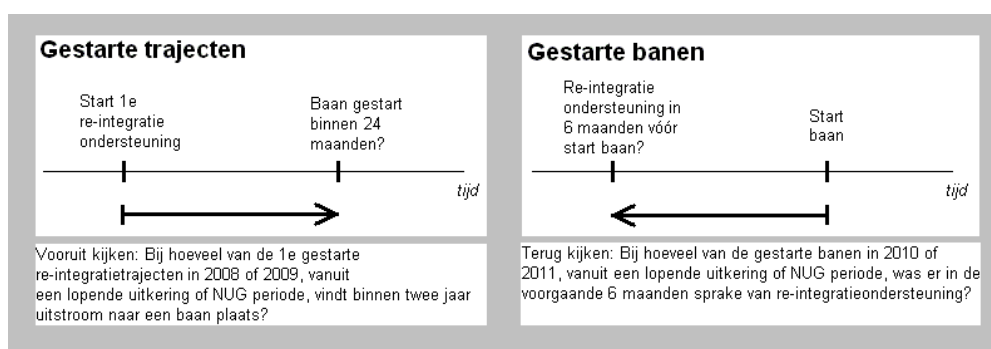 Gestarte trajecten
Start 1e
re-integratie
ondersteuning
Baan gestart
binnen 24
maanden?
tijd
Vooruit kijken: Bij hoeveel van de 1e gestarte
re-integratietrajecten in 2008 of 2009, vanuit
een lopende uitkering of NUG periode, vindt binnen twee jaar
uitstroom naar een baan plaats?
Gestarte banen
Re-integratie
ondersteuning in
6 maanden vóór
start baan?
Start
baan
tijd
Terug kijken: Bij hoeveel van de gestarte banen in 2010 of
2011, vanuit een lopende uitkering of NUG periode, was er in de
voorgaande 6 maanden sprake van re-integratieondersteuning?